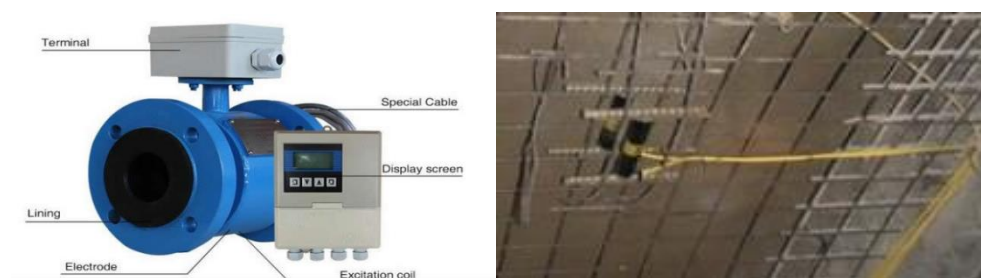 Terminal
Special Cable
Display screen
Lining
Electrode
Excitation coil